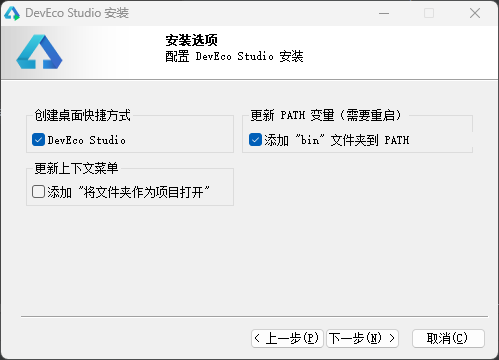 DevEco Studio 安装
安装选项
配置 DevEco Studio 安装
创建桌面快捷方式
DevEco Studio
更新 PATH 变量（需要重启）
添加 "bin" 文件夹到 PATH
更新上下文菜单
添加 "将文件夹作为项目打开"
< 上一步(P)
下一步(N) >
取消(C)